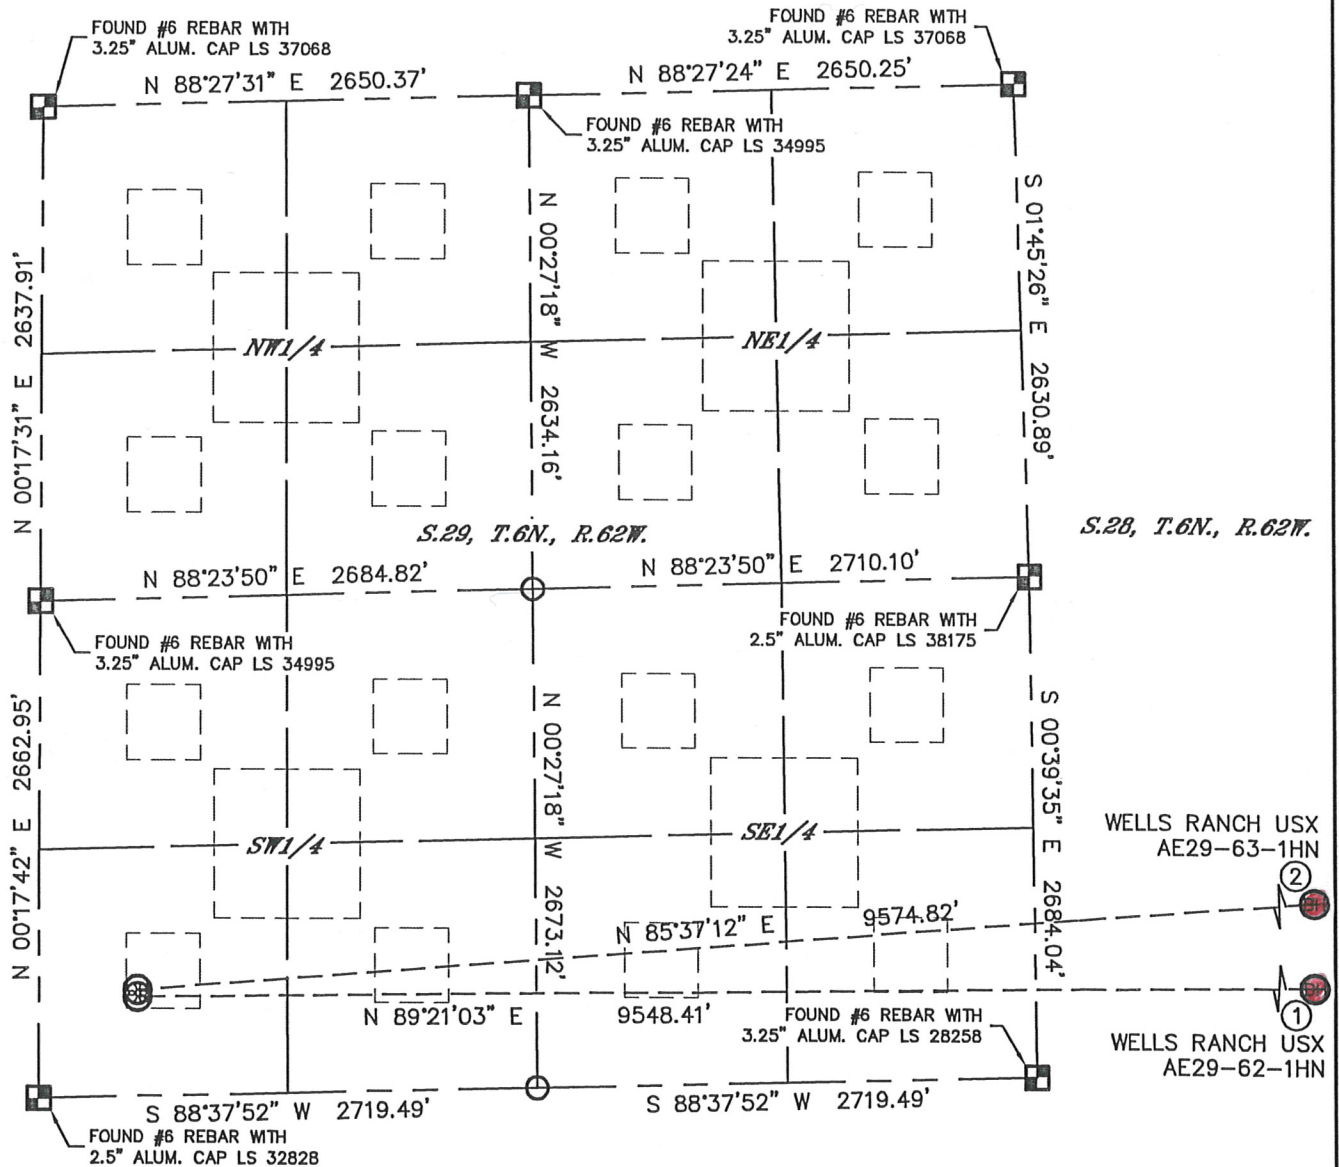 FOUND #6 REBAR WITH
3.25" ALUM. CAP LS 37068
FOUND #6 REBAR WITH
3.25" ALUM. CAP LS 37068
N 88°27'31" E 2650.37'
N 88°27'24" E 2650.25'
FOUND #6 REBAR WITH
3.25" ALUM. CAP LS 34995
N 00°17'31" E 2637.91'
N 00°27'18" W 2634.16'
S 01°45'26" E 2630.89'
NW1/4
NE1/4
S.29, T.6N., R.62W.
S.28, T.6N., R.62W.
N 88°23'50" E 2684.82'
N 88°23'50" E 2710.10'
FOUND #6 REBAR WITH
3.25" ALUM. CAP LS 34995
FOUND #6 REBAR WITH
2.5" ALUM. CAP LS 38175
N 00°17'42" E 2662.95'
N 00°27'18" W 2673.12'
S 00°39'35" E 2684.04'
SW1/4
SE1/4
WELLS RANCH USX
AE29-63-1HN
2
BH
N 85°37'12" E 9574.82'
BH
N 89°21'03" E 9548.41'
1
WELLS RANCH USX
AE29-62-1HN
FOUND #6 REBAR WITH
3.25" ALUM. CAP LS 28258
S 88°37'52" W 2719.49'
S 88°37'52" W 2719.49'
FOUND #6 REBAR WITH
2.5" ALUM. CAP LS 32828